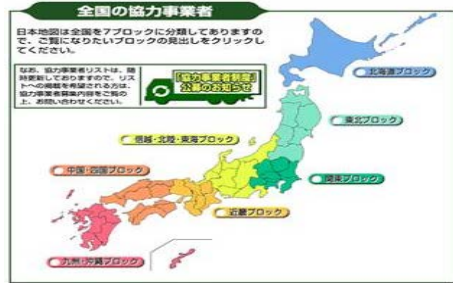 全国の協力事業者
日本地図は全国を7ブロックに分類してありますの
で、ご覧になりたいブロックの見出しをクリックし
てください。
なお、協力事業者リストは、随
時更新しておりますので、リス
トへの掲載を希望される方は、
協力事業者募集内容をご覧の
上、お問い合わせください。
「協力事業者制度」
公募のお知らせ
北海道ブロック
東北ブロック
信越・北陸・東海ブロック
関東ブロック
中国・四国ブロック
近畿ブロック
九州・沖縄ブロック